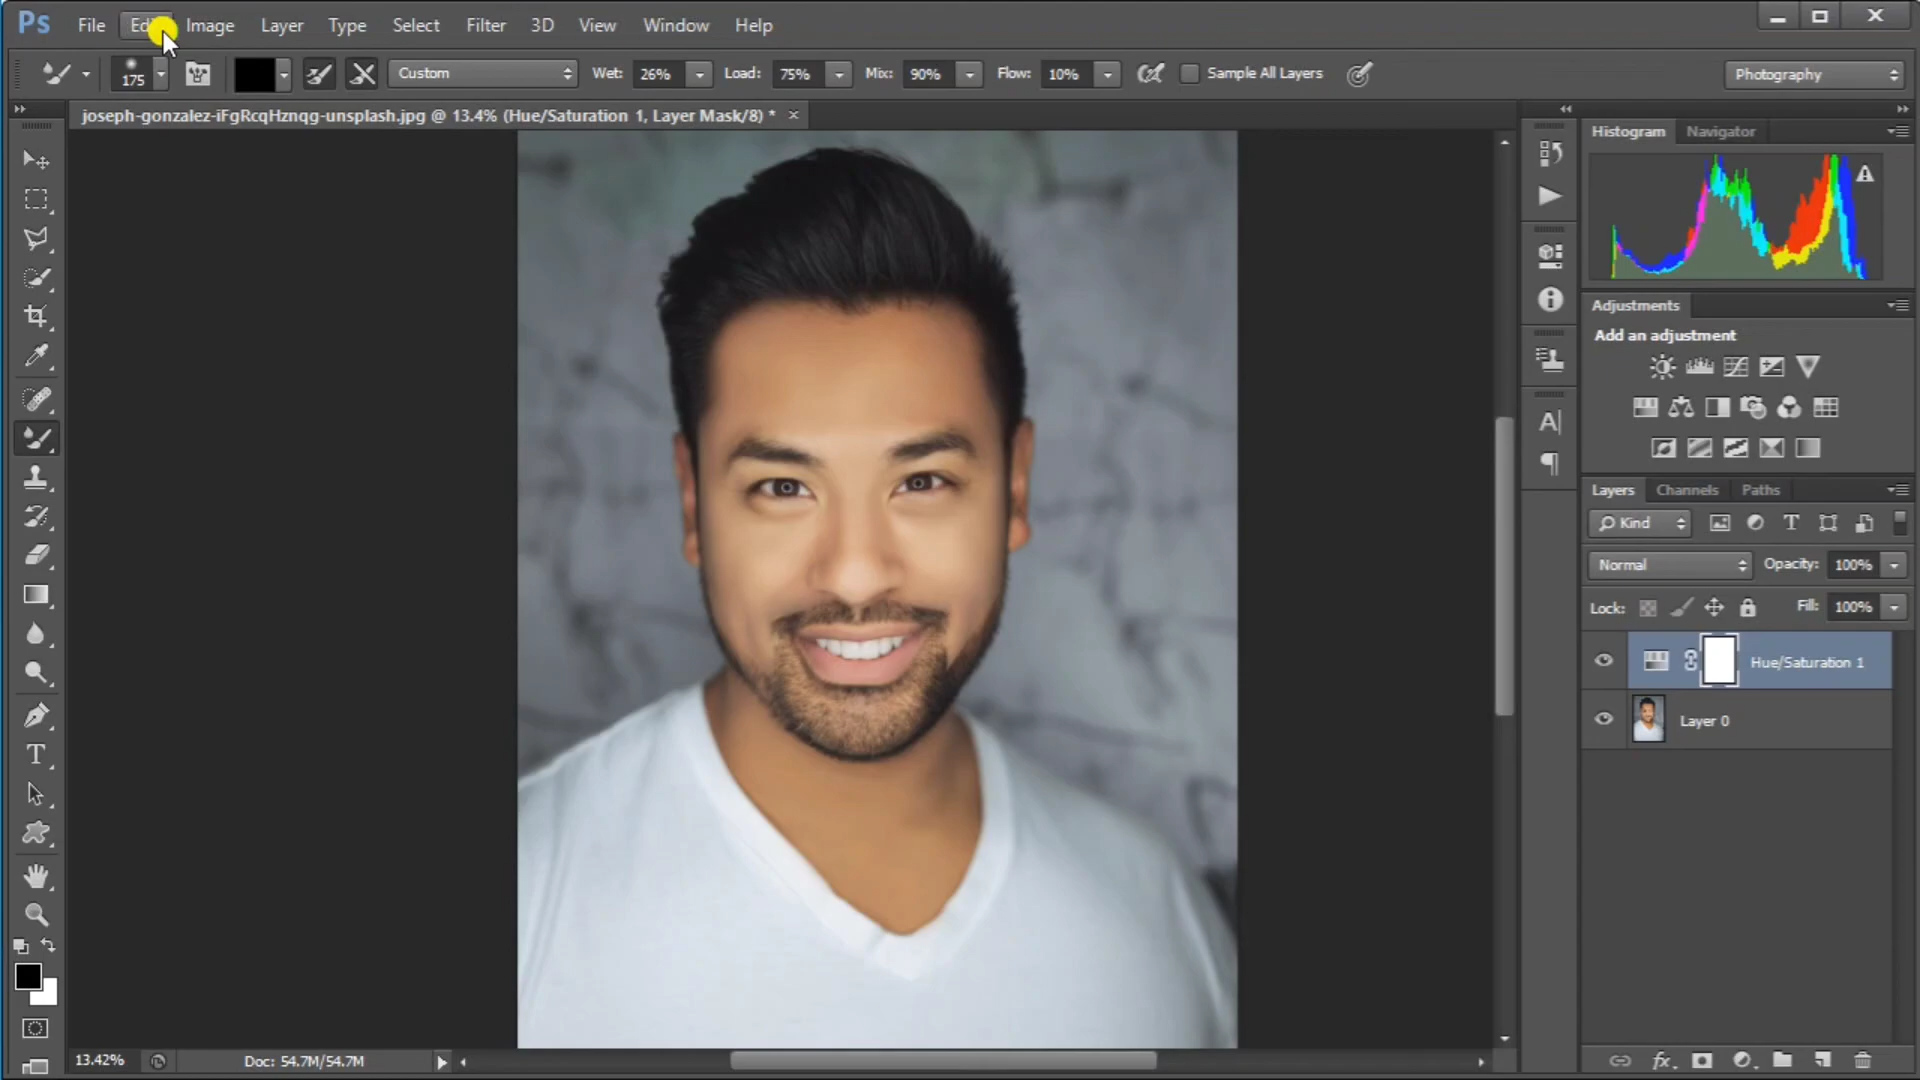 Ps File Edit Image Layer Type Select Filter 3D View Window Help
175 Custom Wet: 26% Load: 75% Mix: 90% Flow: 10% Sample All Layers Photography
joseph-gonzalez-iFgRcqHznqg-unsplash.jpg @ 13.4% (Hue/Saturation 1, Layer Mask/8) *
Histogram Navigator
Adjustments
Add an adjustment
Layers Channels Paths
Kind
Normal Opacity: 100%
Lock: Fill: 100%
Hue/Saturation 1
Layer 0
13.42% Doc: 54.7M/54.7M